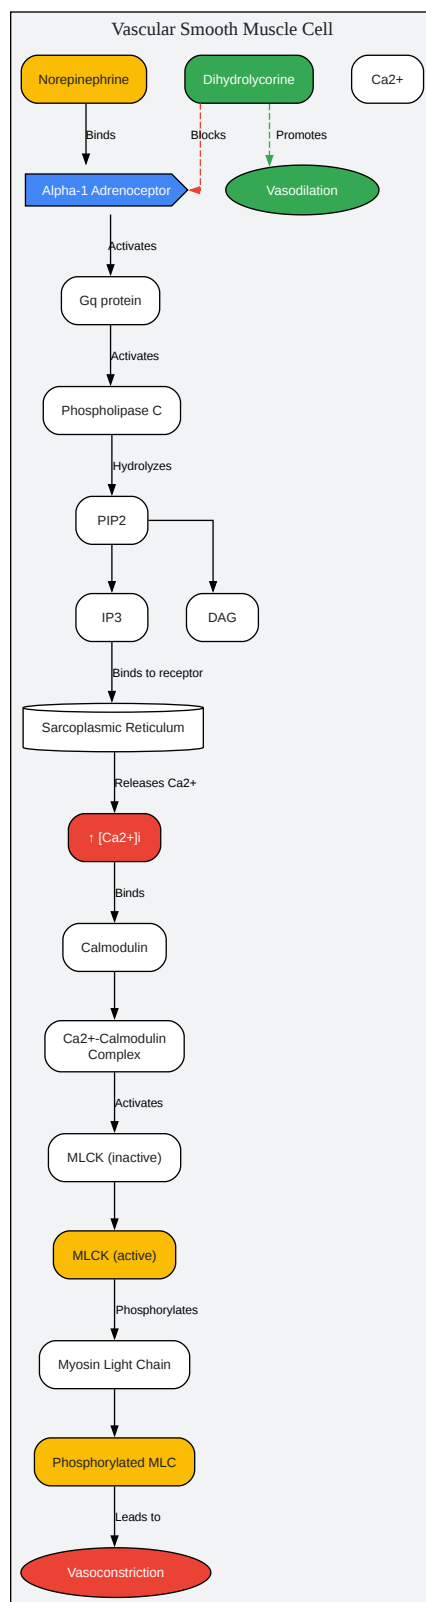 Vascular Smooth Muscle Cell
Norepinephrine
Dihydrolycorine
Ca2+
Binds
Blocks
Promotes
Alpha-1 Adrenoceptor
Vasodilation
Activates
Gq protein
Activates
Phospholipase C
Hydrolyzes
PIP2
IP3
DAG
Binds to receptor
Sarcoplasmic Reticulum
Releases Ca2+
↑ [Ca2+]i
Binds
Calmodulin
Ca2+-Calmodulin
Complex
Activates
MLCK (inactive)
MLCK (active)
Phosphorylates
Myosin Light Chain
Phosphorylated MLC
Leads to
Vasoconstriction